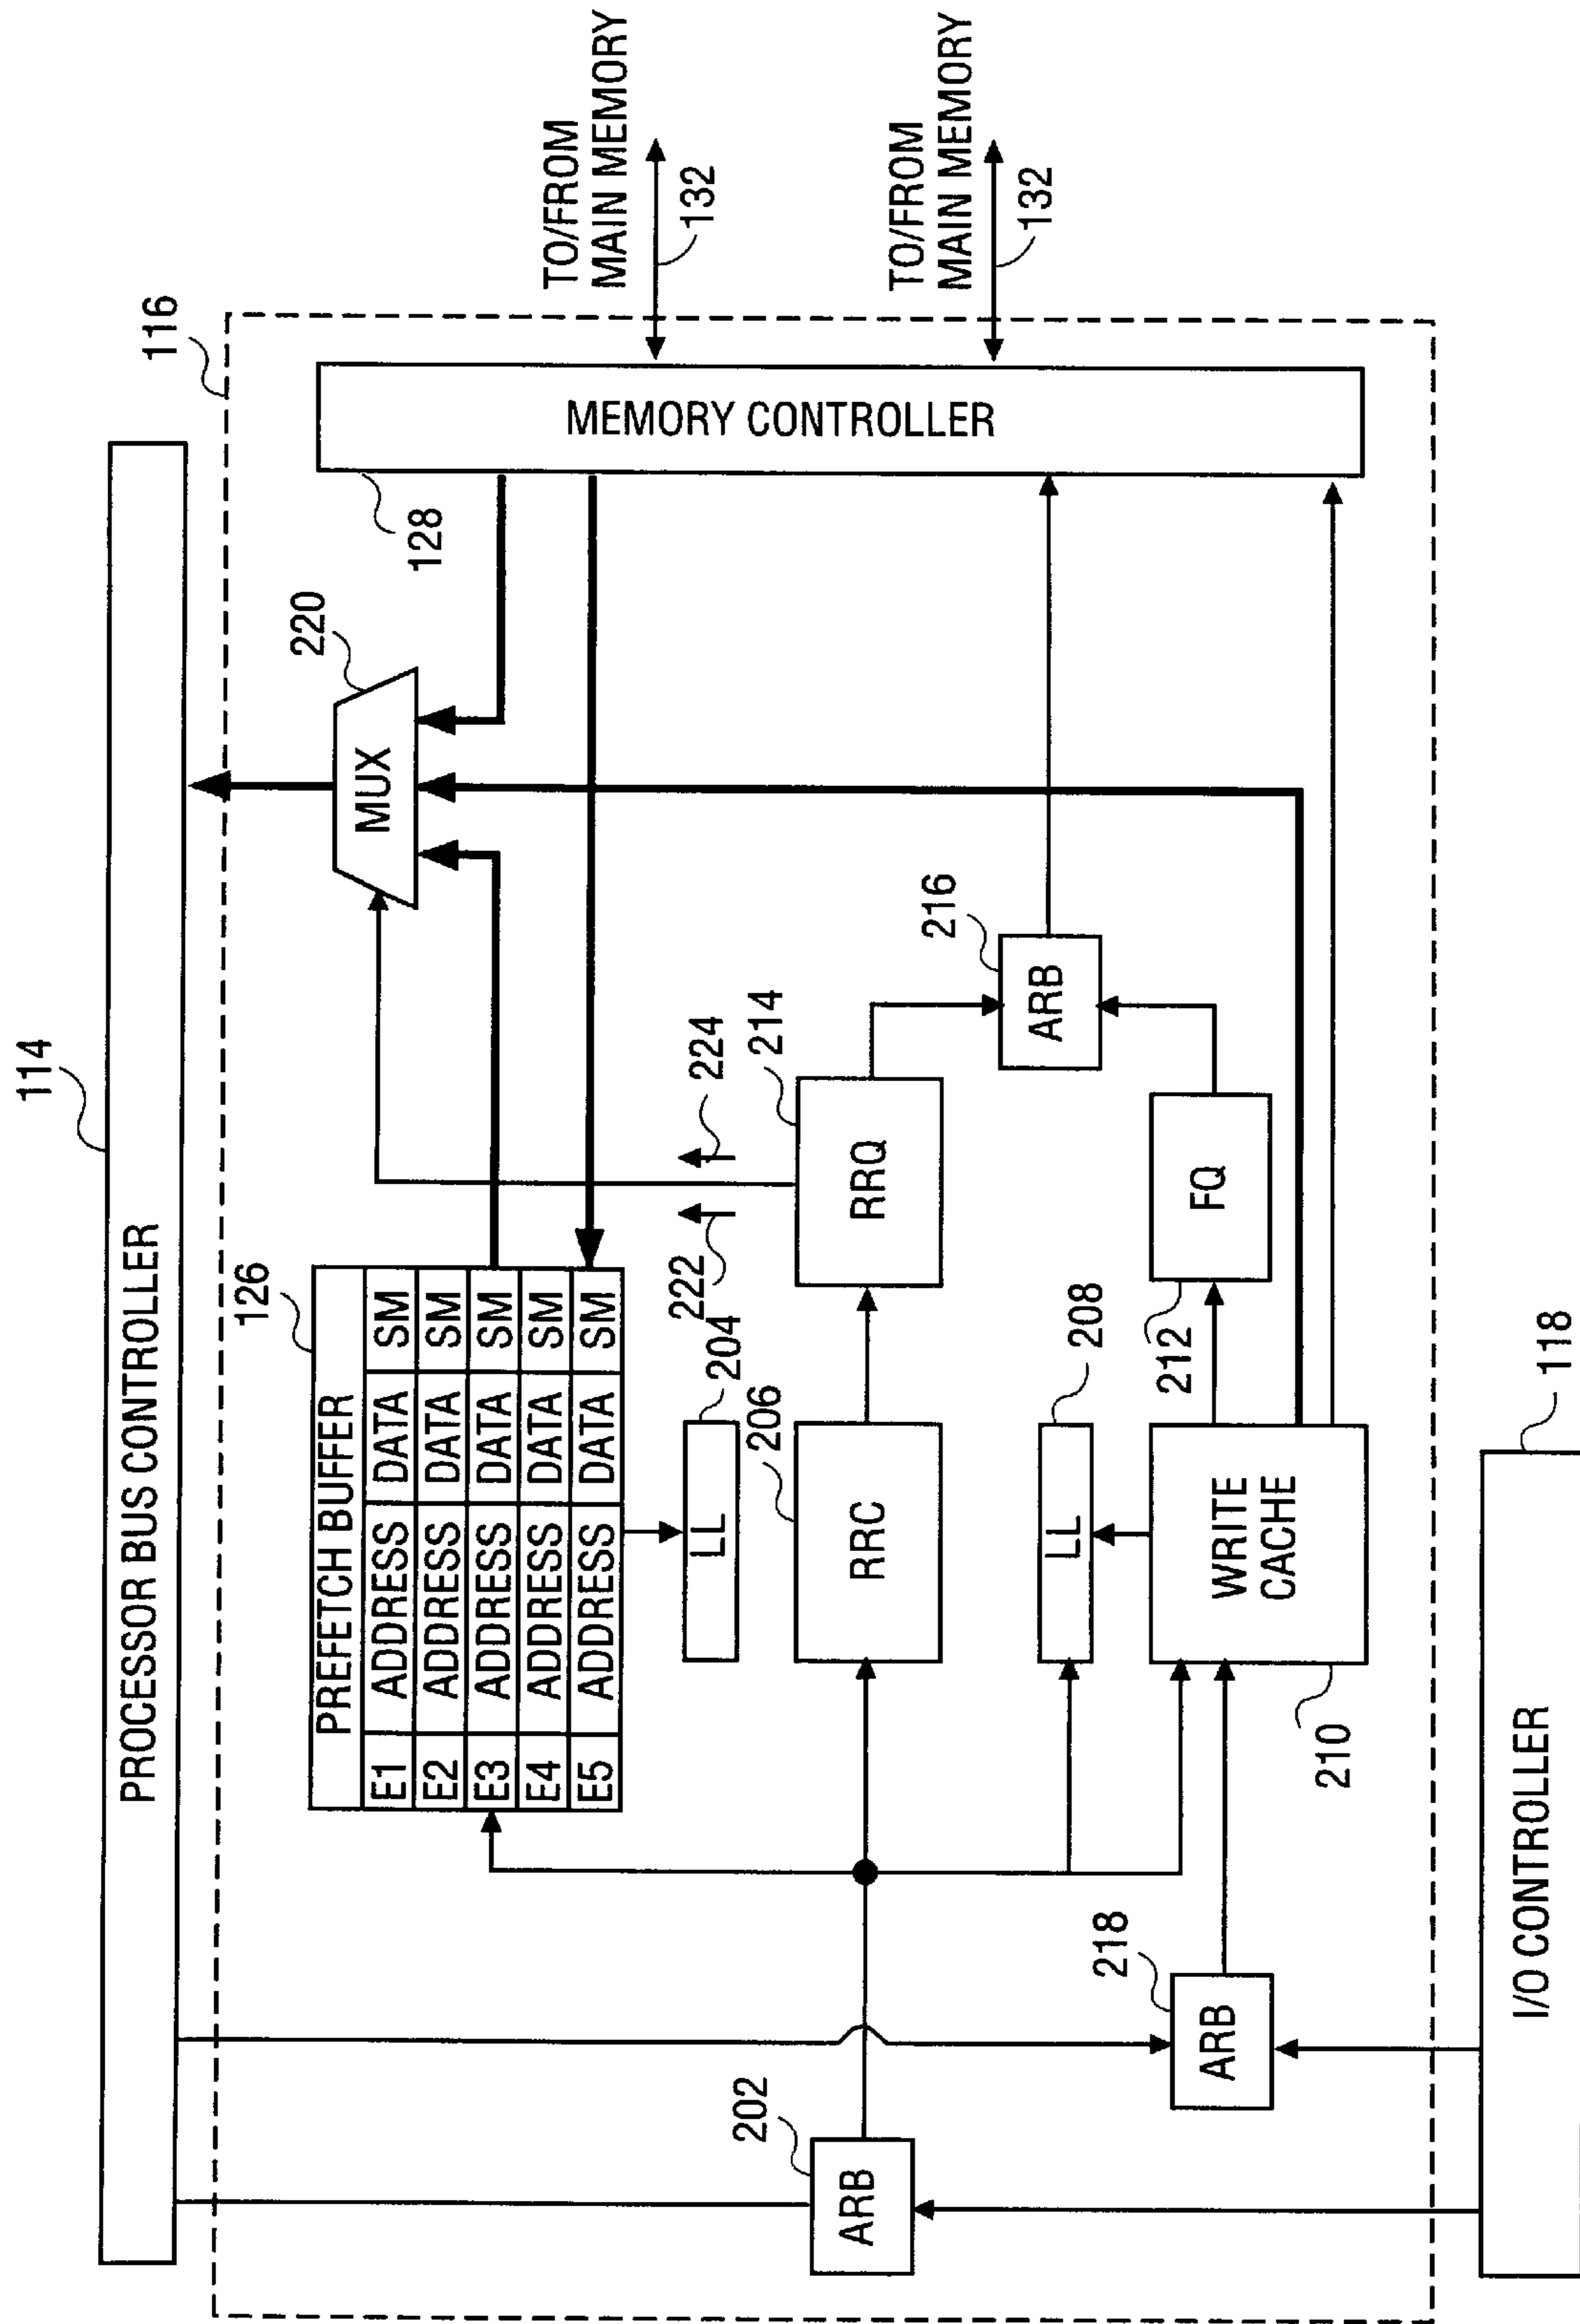 114
PROCESSOR BUS CONTROLLER
116
126
PREFETCH BUFFER
E1 ADDRESS DATA SM
E2 ADDRESS DATA SM
E3 ADDRESS DATA SM
E4 ADDRESS DATA SM
E5 ADDRESS DATA SM
220
MUX
128
MEMORY CONTROLLER
TO/FROM
MAIN MEMORY
132
TO/FROM
MAIN MEMORY
132
204
LL
222
224
202
ARB
206
RRC
214
RRQ
216
ARB
208
LL
218
ARB
210
WRITE
CACHE
212
FQ
118
I/O CONTROLLER